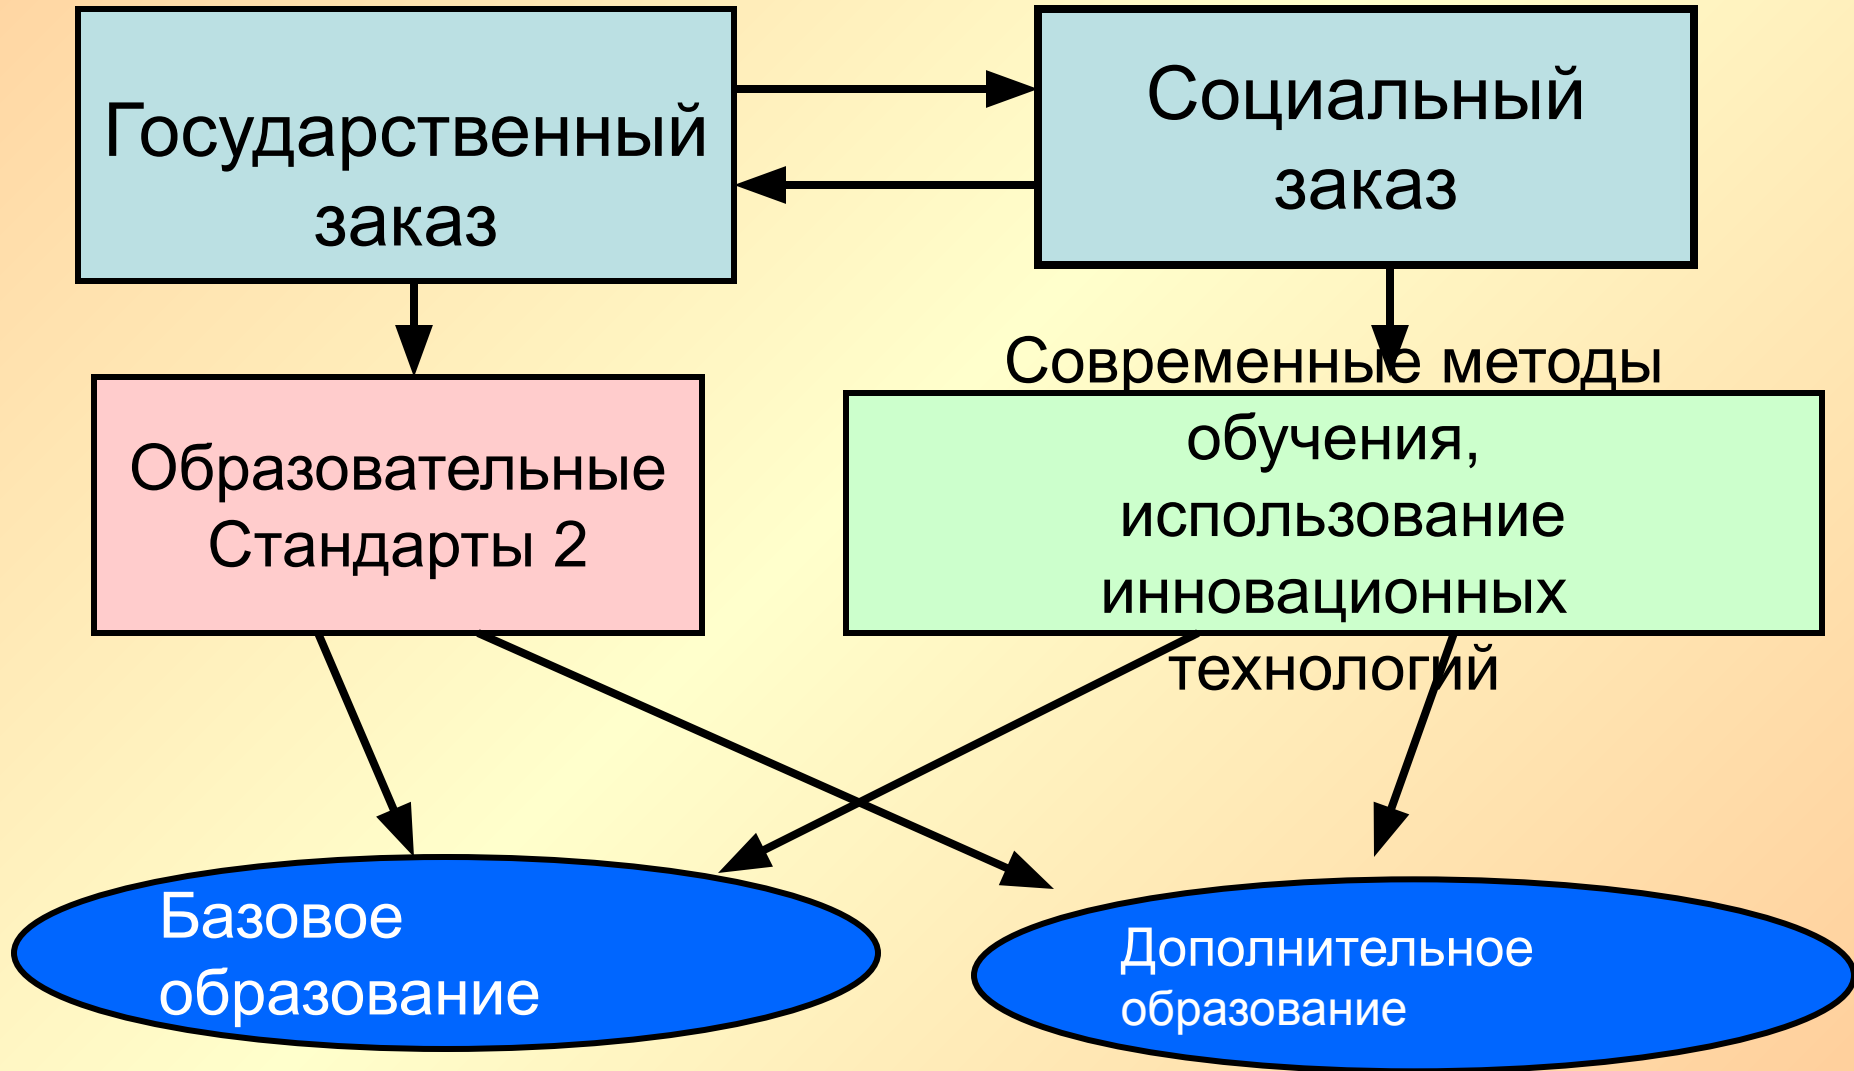 Государственный
заказ
Социальный
заказ
Образовательные
Стандарты 2
Современные методы
обучения,
использование
инновационных
технологий
Базовое
образование
Дополнительное
образование